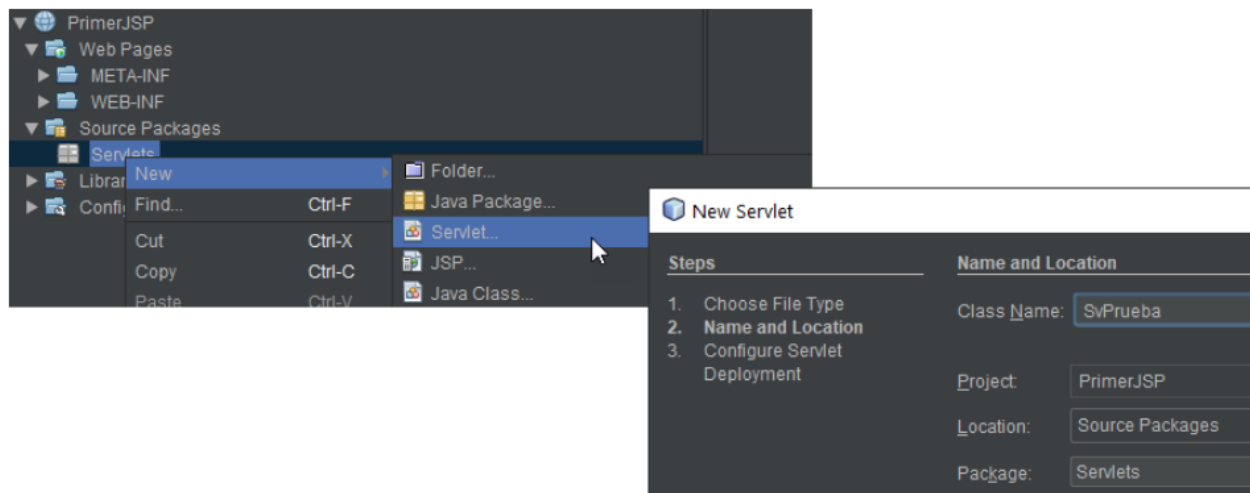 PrimerJSP
Web Pages
META-INF
WEB-INF
Source Packages
Servlets
Librar
Confi
New
Find... Ctrl-F
Cut Ctrl-X
Copy Ctrl-C
Paste Ctrl-V
Folder...
Java Package...
Servlet...
JSP...
Java Class...
New Servlet
Steps
1. Choose File Type
2. Name and Location
3. Configure Servlet
Deployment
Name and Location
Class Name: SvPrueba
Project: PrimerJSP
Location: Source Packages
Package: Servlets